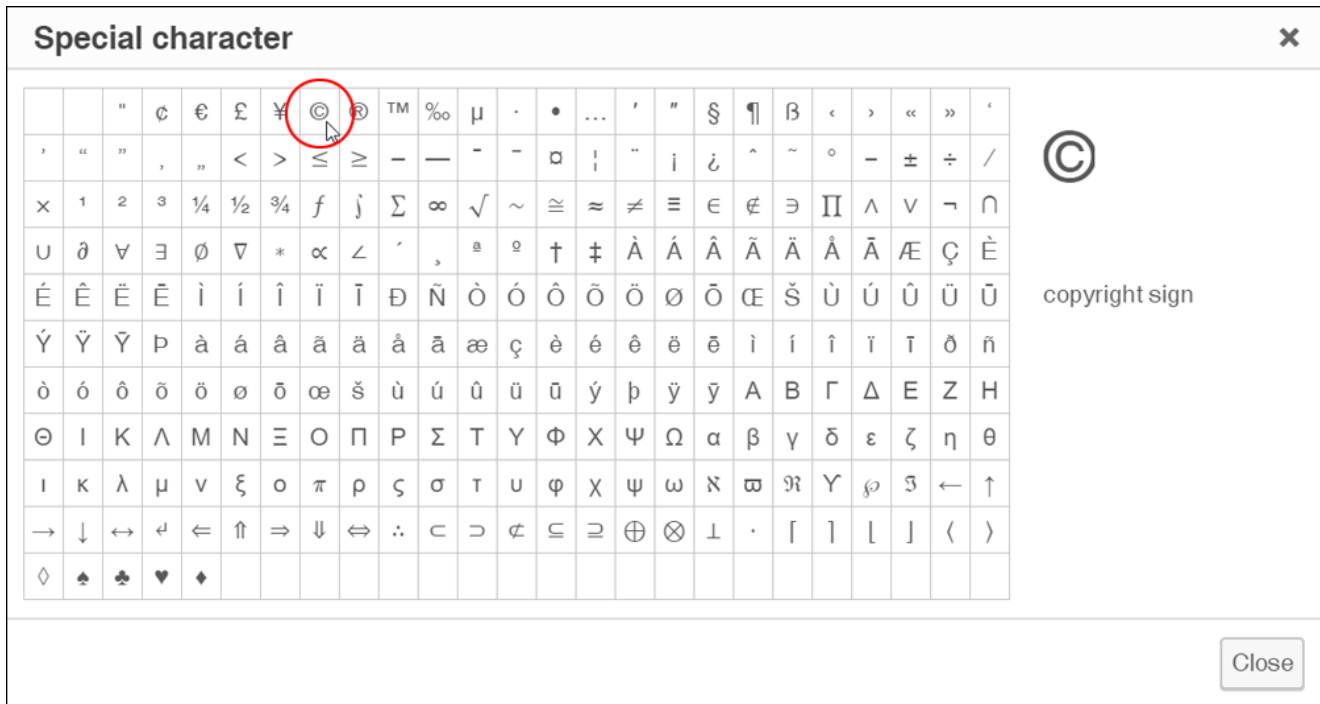 Special character ×
" ¢ € £ ¥ © ® ™ ‰ µ · • … ′ ″ § ¶ ß ‹ › « » ‘
’ “ ” ‚ „ < > ≤ ≥ – — ¯ ‾ ¤ ¦ ¨ ¡ ¿ ˆ ˜ ° − ± ÷ ⁄
× ¹ ² ³ ¼ ½ ¾ ƒ ∫ ∑ ∞ √ ∼ ≅ ≈ ≠ ≡ ∈ ∉ ∋ ∏ ∧ ∨ ¬ ∩
∪ ∂ ∀ ∃ ∅ ∇ ∗ ∝ ∠ ´ ¸ ª º † ‡ À Á Â Ã Ä Å Ā Æ Ç È
É Ê Ë Ē Ì Í Î Ï Ī Ð Ñ Ò Ó Ô Õ Ö Ø Ō Œ Š Ù Ú Û Ü Ū
Ý Ÿ Ȳ Þ à á â ã ä å ā æ ç è é ê ë ē ì í î ï ī ð ñ
ò ó ô õ ö ø ō œ š ù ú û ü ū ý þ ÿ ȳ Α Β Γ Δ Ε Ζ Η
Θ Ι Κ Λ Μ Ν Ξ Ο Π Ρ Σ Τ Υ Φ Χ Ψ Ω α β γ δ ε ζ η θ
ι κ λ μ ν ξ ο π ρ ς σ τ υ φ χ ψ ω ℵ ϖ ℜ ϒ ℘ ℑ ← ↑
→ ↓ ↔ ↵ ⇐ ⇑ ⇒ ⇓ ⇔ ∴ ⊂ ⊃ ⊄ ⊆ ⊇ ⊕ ⊗ ⊥ ⋅ ⌈ ⌉ ⌊ ⌋ 〈 〉
◊ ♠ ♣ ♥ ♦
©
copyright sign
Close